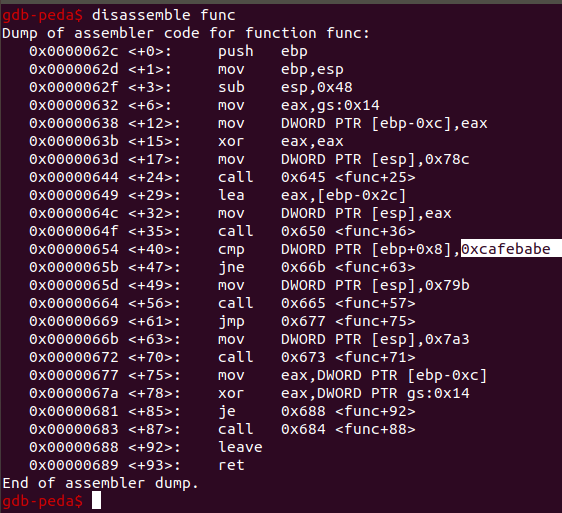 gdb-peda$ disassemble func
Dump of assembler code for function func:
   0x0000062c <+0>:     push   ebp
   0x0000062d <+1>:     mov    ebp,esp
   0x0000062f <+3>:     sub    esp,0x48
   0x00000632 <+6>:     mov    eax,gs:0x14
   0x00000638 <+12>:    mov    DWORD PTR [ebp-0xc],eax
   0x0000063b <+15>:    xor    eax,eax
   0x0000063d <+17>:    mov    DWORD PTR [esp],0x78c
   0x00000644 <+24>:    call   0x645 <func+25>
   0x00000649 <+29>:    lea    eax,[ebp-0x2c]
   0x0000064c <+32>:    mov    DWORD PTR [esp],eax
   0x0000064f <+35>:    call   0x650 <func+36>
   0x00000654 <+40>:    cmp    DWORD PTR [ebp+0x8],0xcafebabe
   0x0000065b <+47>:    jne    0x66b <func+63>
   0x0000065d <+49>:    mov    DWORD PTR [esp],0x79b
   0x00000664 <+56>:    call   0x665 <func+57>
   0x00000669 <+61>:    jmp    0x677 <func+75>
   0x0000066b <+63>:    mov    DWORD PTR [esp],0x7a3
   0x00000672 <+70>:    call   0x673 <func+71>
   0x00000677 <+75>:    mov    eax,DWORD PTR [ebp-0xc]
   0x0000067a <+78>:    xor    eax,DWORD PTR gs:0x14
   0x00000681 <+85>:    je     0x688 <func+92>
   0x00000683 <+87>:    call   0x684 <func+88>
   0x00000688 <+92>:    leave
   0x00000689 <+93>:    ret
End of assembler dump.
gdb-peda$